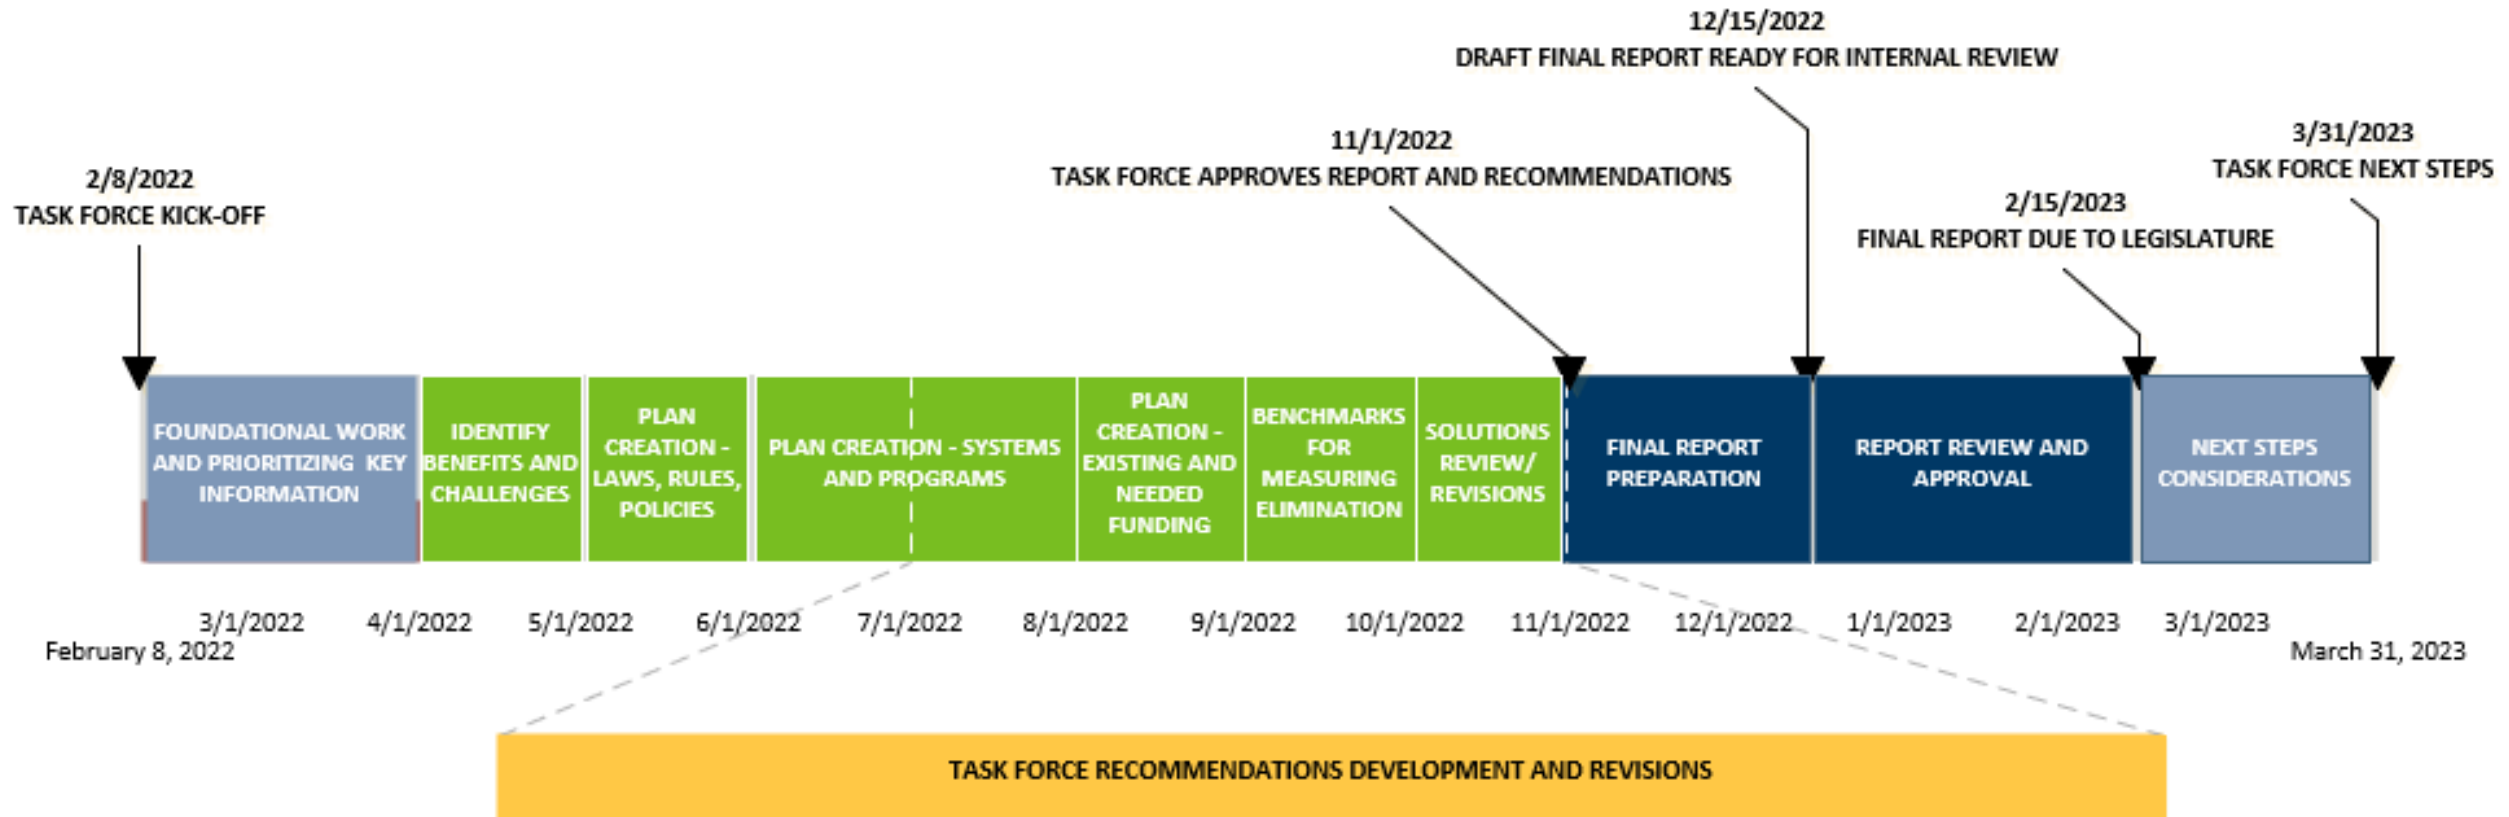 12/15/2022
DRAFT FINAL REPORT READY FOR INTERNAL REVIEW
11/1/2022
TASK FORCE APPROVES REPORT AND RECOMMENDATIONS
3/31/2023
TASK FORCE NEXT STEPS
2/8/2022
TASK FORCE KICK-OFF
2/15/2023
FINAL REPORT DUE TO LEGISLATURE
FOUNDATIONAL WORK
AND PRIORITIZING KEY
INFORMATION
IDENTIFY
BENEFITS AND
CHALLENGES
PLAN
CREATION -
LAWS, RULES,
POLICIES
PLAN CREATION - SYSTEMS
AND PROGRAMS
PLAN
CREATION -
EXISTING AND
NEEDED
FUNDING
BENCHMARKS
FOR
MEASURING
ELIMINATION
SOLUTIONS
REVIEW/
REVISIONS
FINAL REPORT
PREPARATION
REPORT REVIEW AND
APPROVAL
NEXT STEPS
CONSIDERATIONS
3/1/2022
4/1/2022
5/1/2022
6/1/2022
7/1/2022
8/1/2022
9/1/2022
10/1/2022
11/1/2022
12/1/2022
1/1/2023
2/1/2023
3/1/2023
February 8, 2022
March 31, 2023
TASK FORCE RECOMMENDATIONS DEVELOPMENT AND REVISIONS